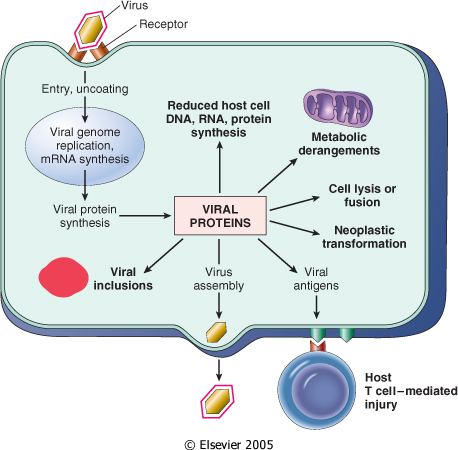 Virus
Receptor
Entry, uncoating
Viral genome
replication,
mRNA synthesis
Viral protein
synthesis
Reduced host cell
DNA, RNA, protein
synthesis
Metabolic
derangements
Cell lysis or
fusion
Neoplastic
transformation
VIRAL
PROTEINS
Viral
inclusions
Virus
assembly
Viral
antigens
Host
T cell–mediated
injury
© Elsevier 2005